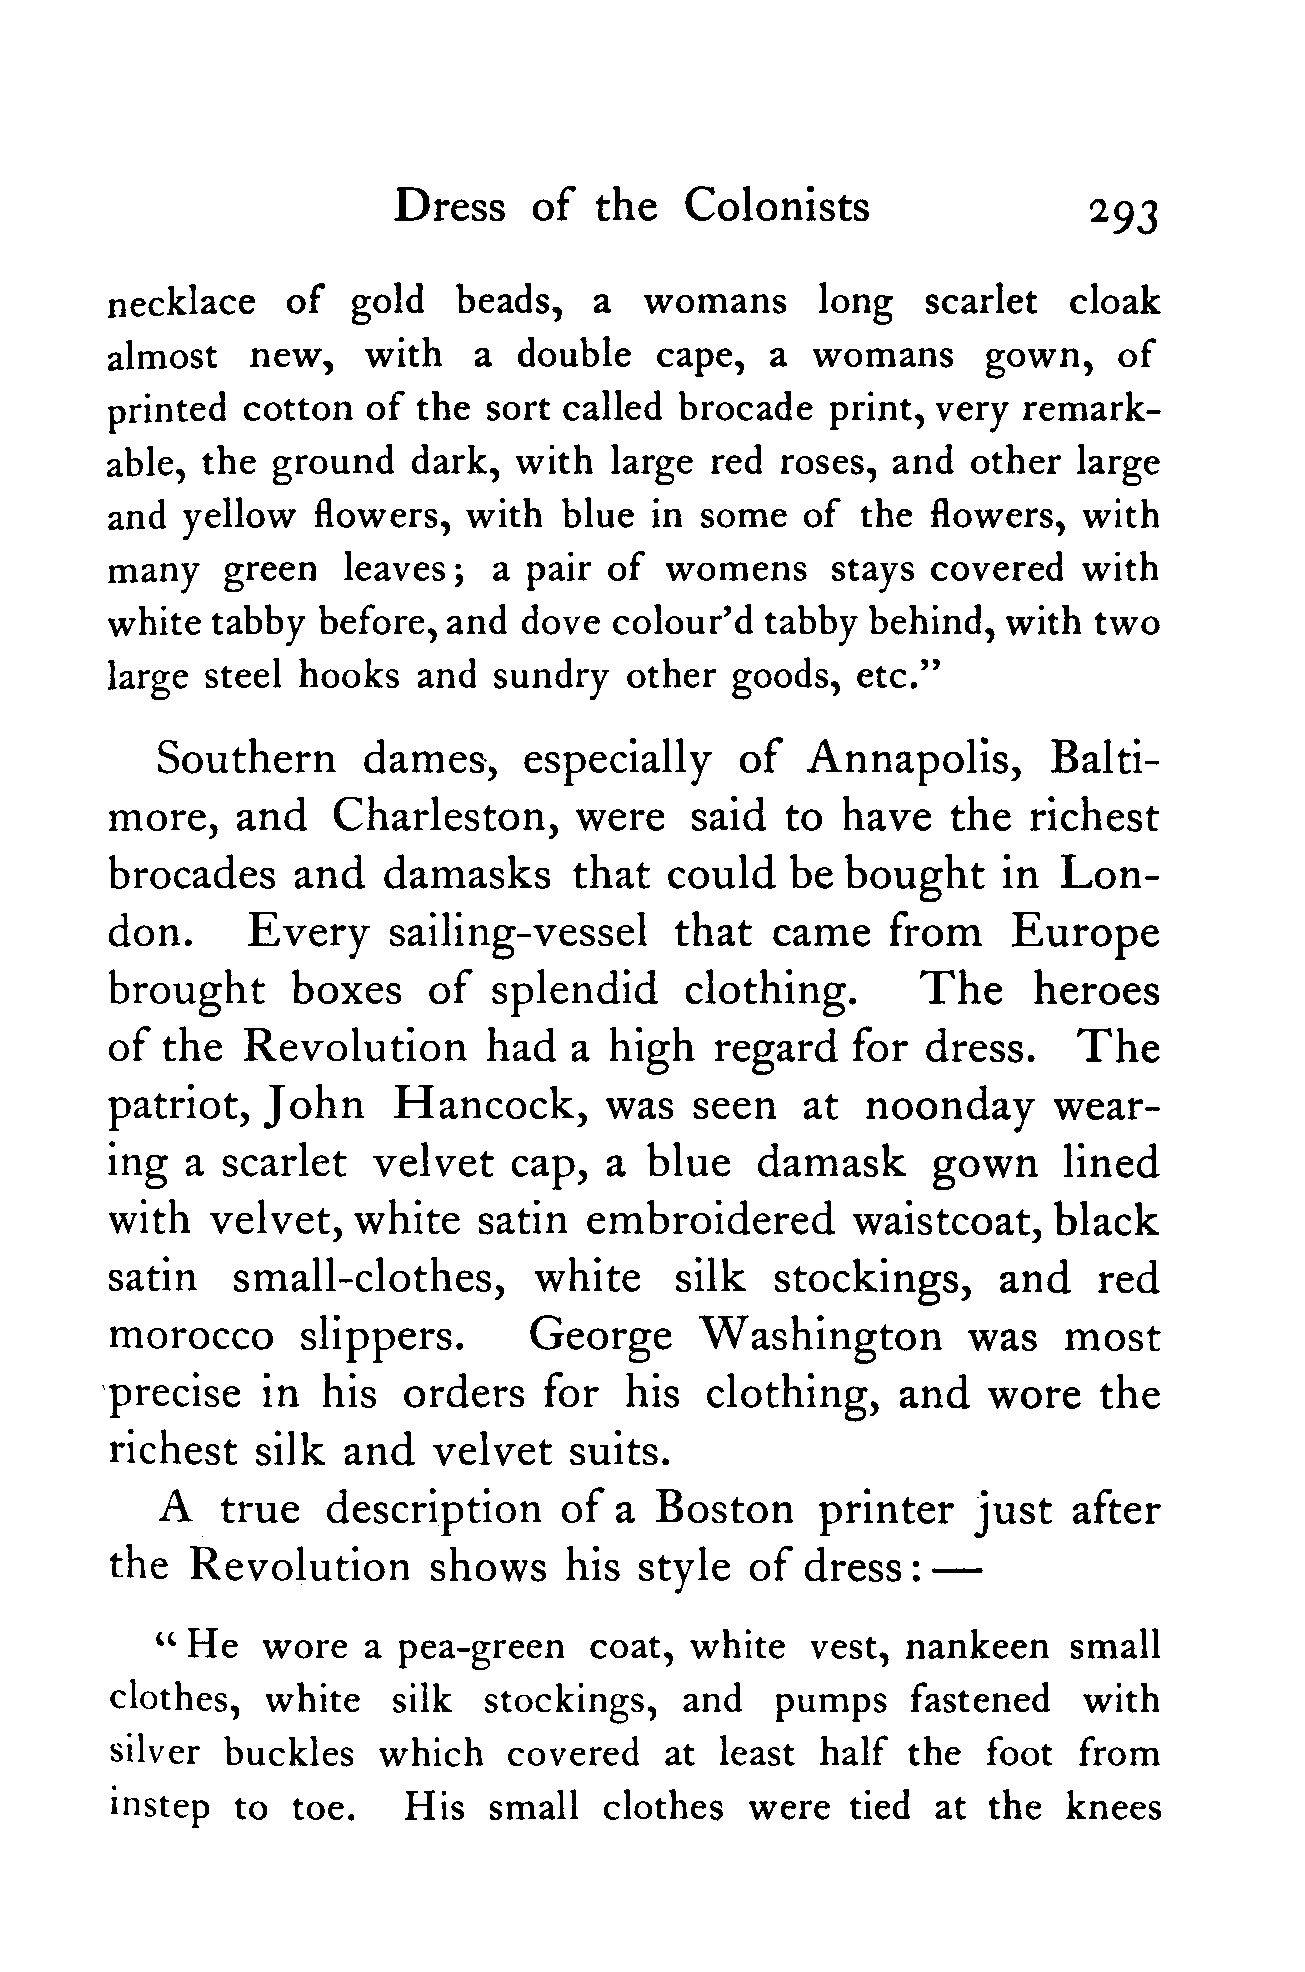 Dress of the Colonists 293
necklace of gold beads, a womans long scarlet cloak
almost new, with a double cape, a womans gown, of
printed cotton of the sort called brocade print, very remark-
able, the ground dark, with large red roses, and other large
and yellow flowers, with blue in some of the flowers, with
many green leaves; a pair of womens stays covered with
white tabby before, and dove colour'd tabby behind, with two
large steel hooks and sundry other goods, etc.”
Southern dames, especially of Annapolis, Balti-
more, and Charleston, were said to have the richest
brocades and damasks that could be bought in Lon-
don. Every sailing-vessel that came from Europe
brought boxes of splendid clothing. The heroes
of the Revolution had a high regard for dress. The
patriot, John Hancock, was seen at noonday wear-
ing a scarlet velvet cap, a blue damask gown lined
with velvet, white satin embroidered waistcoat, black
satin small-clothes, white silk stockings, and red
morocco slippers. George Washington was most
precise in his orders for his clothing, and wore the
richest silk and velvet suits.
A true description of a Boston printer just after
the Revolution shows his style of dress: —
“He wore a pea-green coat, white vest, nankeen small
clothes, white silk stockings, and pumps fastened with
silver buckles which covered at least half the foot from
instep to toe. His small clothes were tied at the knees